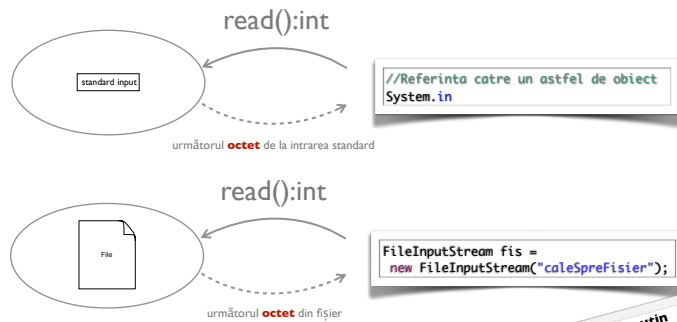 read():int
standard input
//Referinta catre un astfel de obiect
System.in
următorul octet de la intrarea standard
read():int
File
FileInputStream fis =
new FileInputStream("caleSpreFisier");
următorul octet din fișier